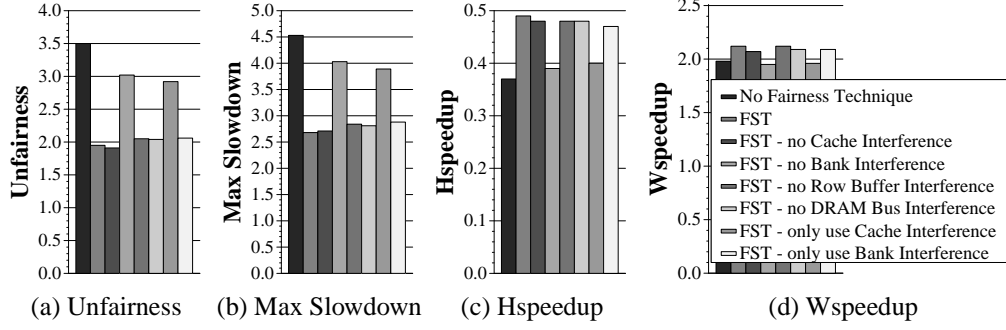 Unfairness
4.0
3.5
3.0
2.5
2.0
1.5
1.0
0.5
0.0
(a) Unfairness
Max Slowdown
5.0
4.5
4.0
3.5
3.0
2.5
2.0
1.5
1.0
0.5
0.0
(b) Max Slowdown
Hspeedup
0.5
0.4
0.3
0.2
0.1
0.0
(c) Hspeedup
Wspeedup
2.5
2.0
1.5
1.0
0.5
0.0
No Fairness Technique
FST
FST - no Cache Interference
FST - no Bank Interference
FST - no Row Buffer Interference
FST - no DRAM Bus Interference
FST - only use Cache Interference
FST - only use Bank Interference
(d) Wspeedup